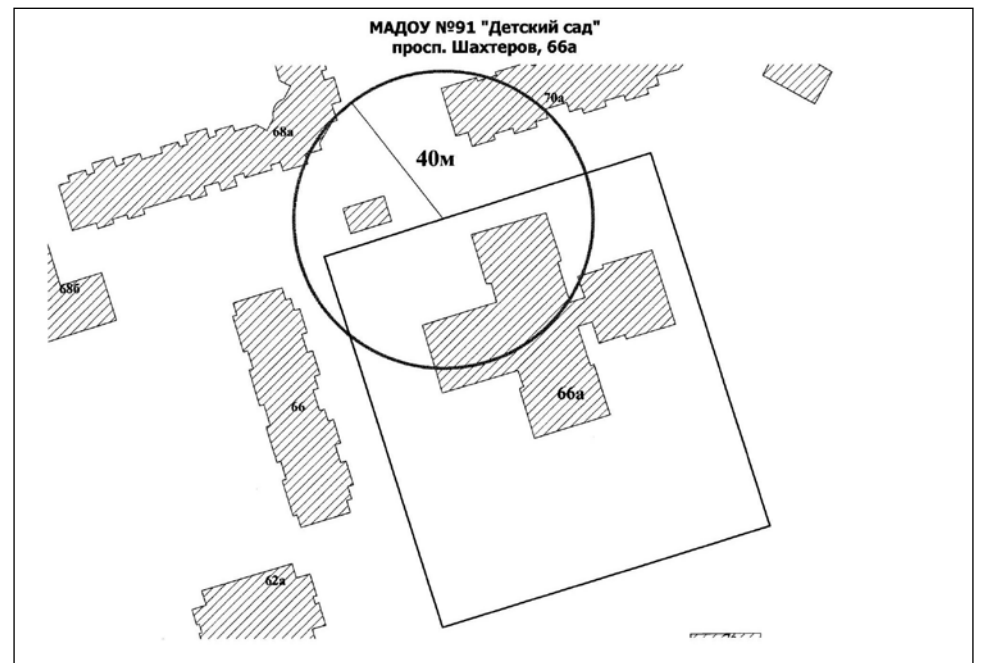 МАДОУ №91 "Детский сад"
просп. Шахтеров, 66а
70а
68а
40м
68б
66а
66
62а